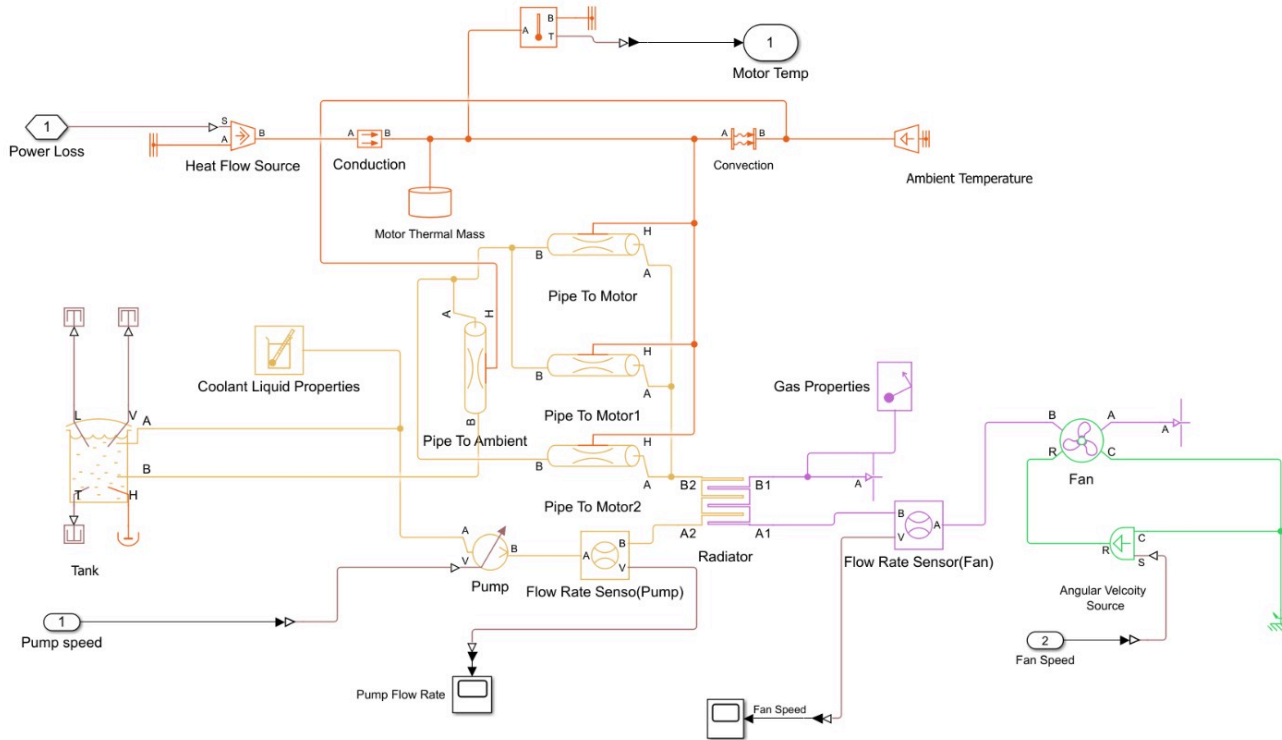 B
A
T
1
Motor Temp
1
Power Loss
S
A
B
Heat Flow Source
A
B
Conduction
A
B
Convection
Ambient Temperature
Motor Thermal Mass
H
B
A
Pipe To Motor
A
H
B
Pipe To Ambient
H
B
A
Pipe To Motor1
H
B
A
Pipe To Motor2
Coolant Liquid Properties
L
V
A
B
T
H
Tank
Gas Properties
A
B2
B1
A2
A1
Radiator
B
A
V
Flow Rate Sensor(Fan)
B
A
R
C
Fan
A
R
C
S
Angular Velcoity
Source
2
Fan Speed
A
V
B
Pump
A
B
V
Flow Rate Senso(Pump)
1
Pump speed
Pump Flow Rate
Fan Speed